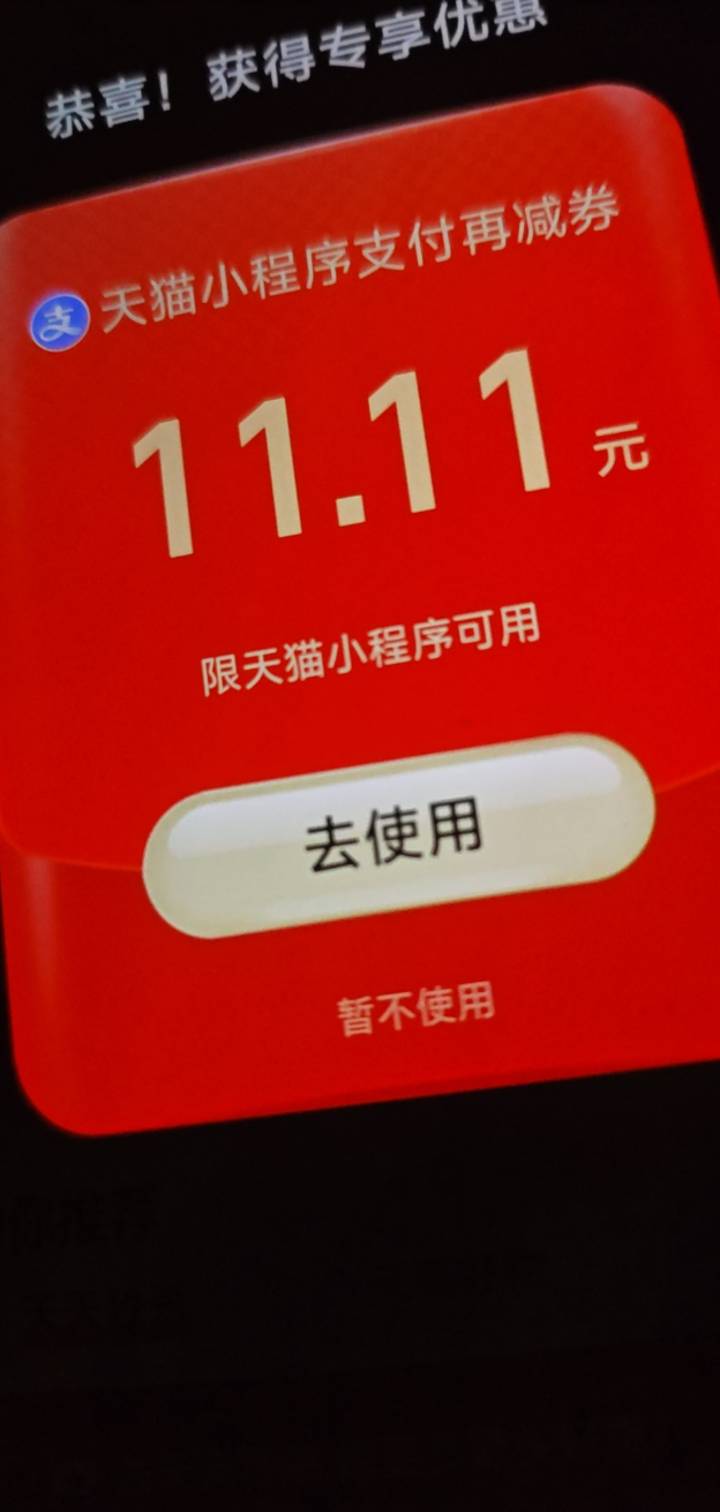 恭喜！获得专享优惠
支 天猫小程序支付再减券
11.11元
限天猫小程序可用
去使用
暂不使用